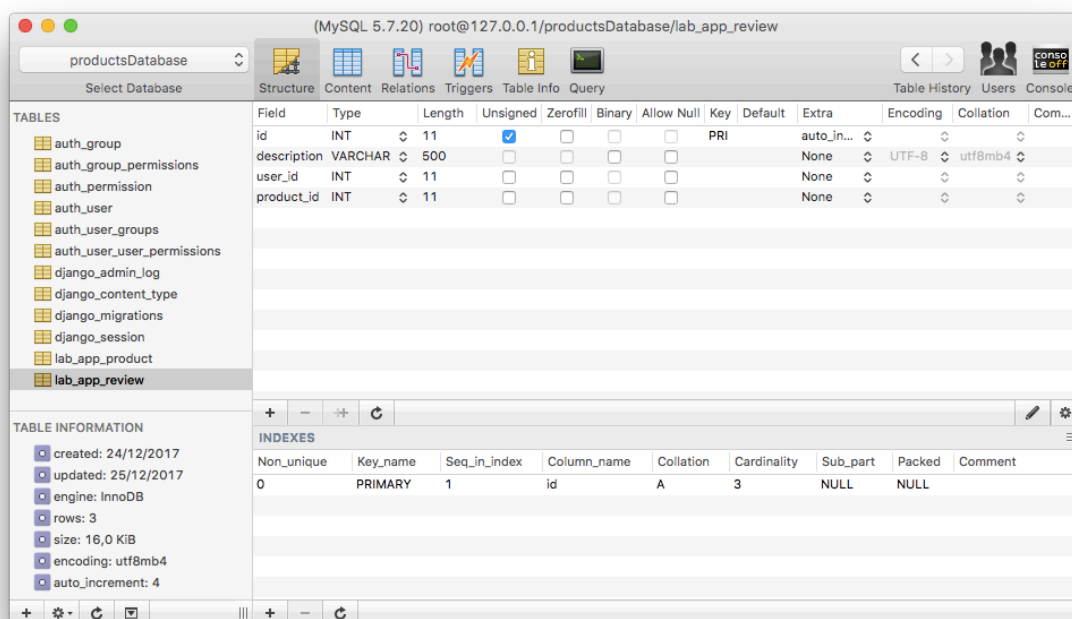 (MySQL 5.7.20) root@127.0.0.1/productsDatabase/lab_app_review
productsDatabase
Select Database
Structure Content Relations Triggers Table Info Query
Table History Users Console
conso
le off
TABLES
auth_group
auth_group_permissions
auth_permission
auth_user
auth_user_groups
auth_user_user_permissions
django_admin_log
django_content_type
django_migrations
django_session
lab_app_product
lab_app_review
TABLE INFORMATION
created: 24/12/2017
updated: 25/12/2017
engine: InnoDB
rows: 3
size: 16,0 KiB
encoding: utf8mb4
auto_increment: 4
Field Type Length Unsigned Zerofill Binary Allow Null Key Default Extra Encoding Collation Com...
id INT 11 PRI auto_in...
description VARCHAR 500 None UTF-8 utf8mb4
user_id INT 11 None
product_id INT 11 None
INDEXES
Non_unique Key_name Seq_in_index Column_name Collation Cardinality Sub_part Packed Comment
0 PRIMARY 1 id A 3 NULL NULL